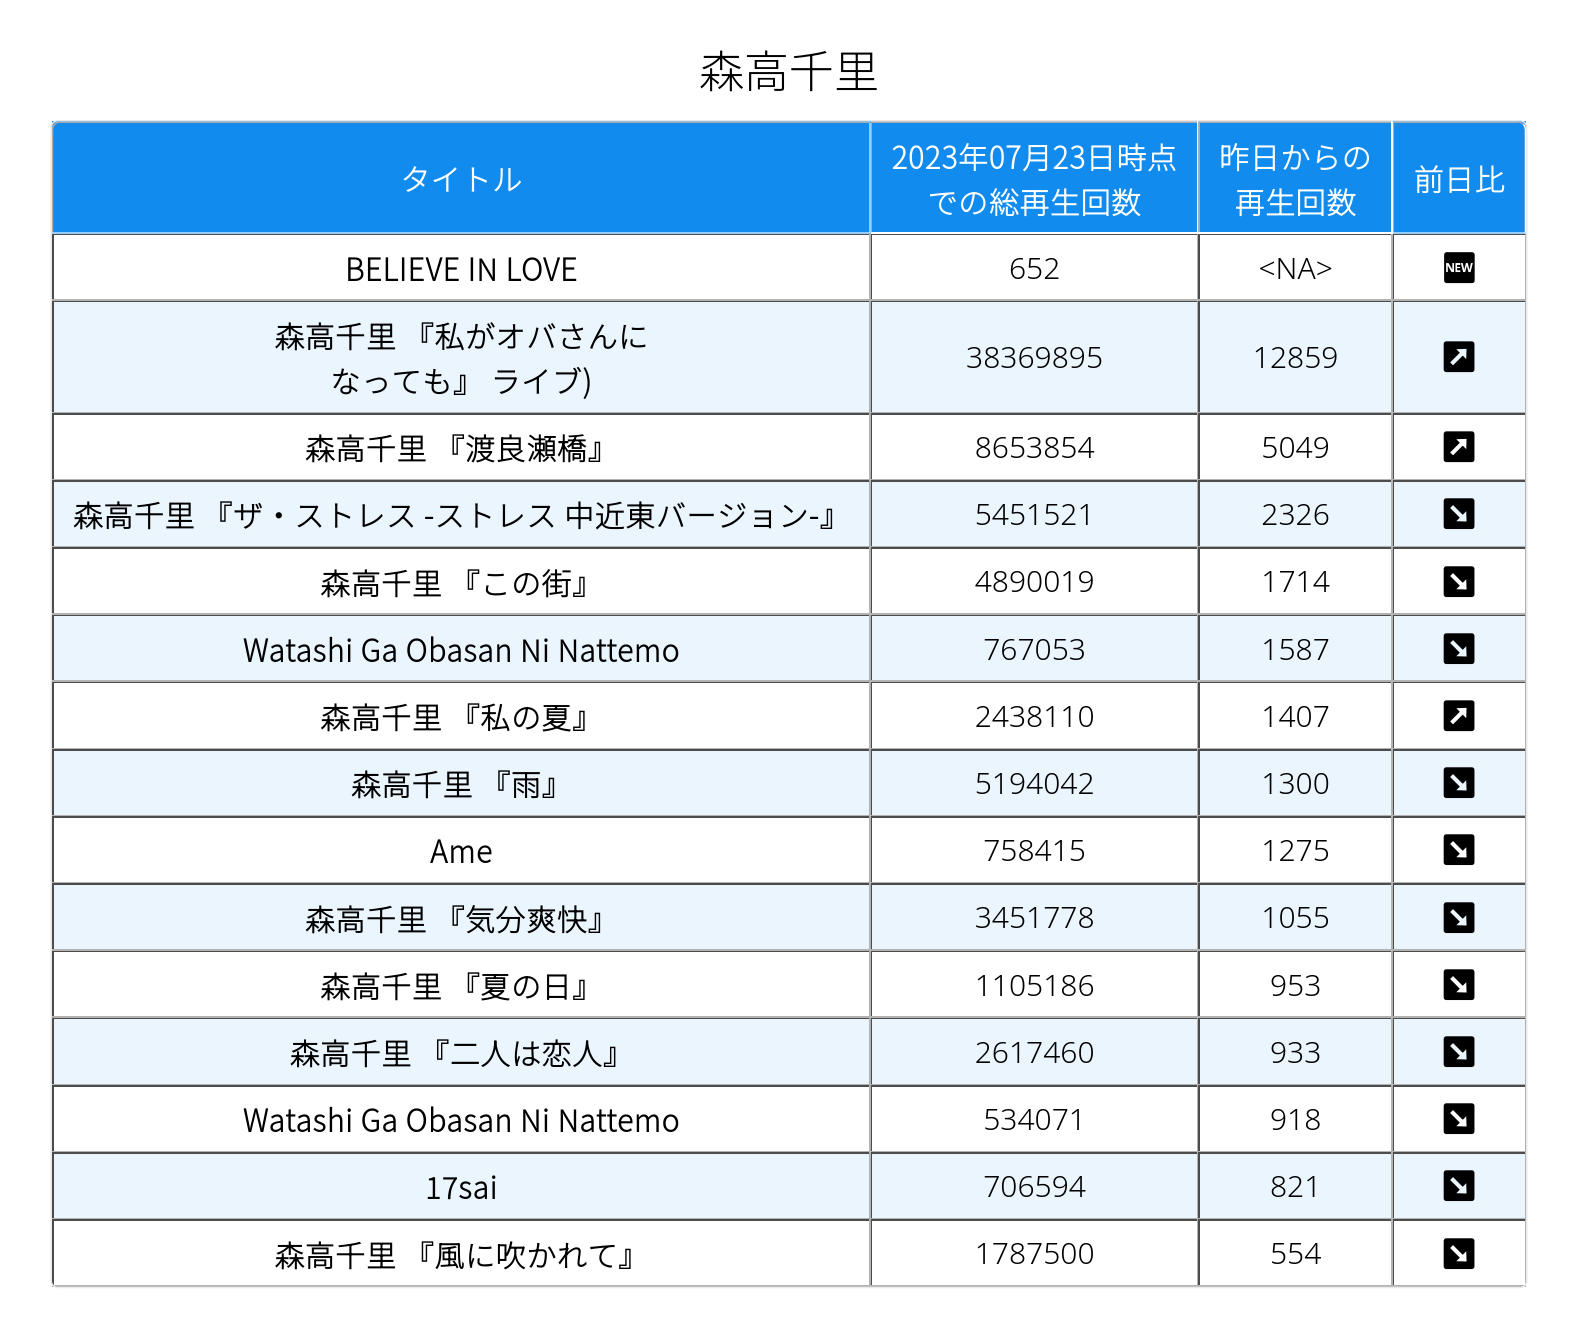 森高千里
タイトル
2023年07月23日時点
での総再生回数
昨日からの
再生回数
前日比
BELIEVE IN LOVE 652 <NA> NEW
森高千里 『私がオバさんに
なっても』 ライブ) 38369895 12859
森高千里 『渡良瀬橋』 8653854 5049
森高千里 『ザ・ストレス -ストレス 中近東バージョン-』 5451521 2326
森高千里 『この街』 4890019 1714
Watashi Ga Obasan Ni Nattemo 767053 1587
森高千里 『私の夏』 2438110 1407
森高千里 『雨』 5194042 1300
Ame 758415 1275
森高千里 『気分爽快』 3451778 1055
森高千里 『夏の日』 1105186 953
森高千里 『二人は恋人』 2617460 933
Watashi Ga Obasan Ni Nattemo 534071 918
17sai 706594 821
森高千里 『風に吹かれて』 1787500 554